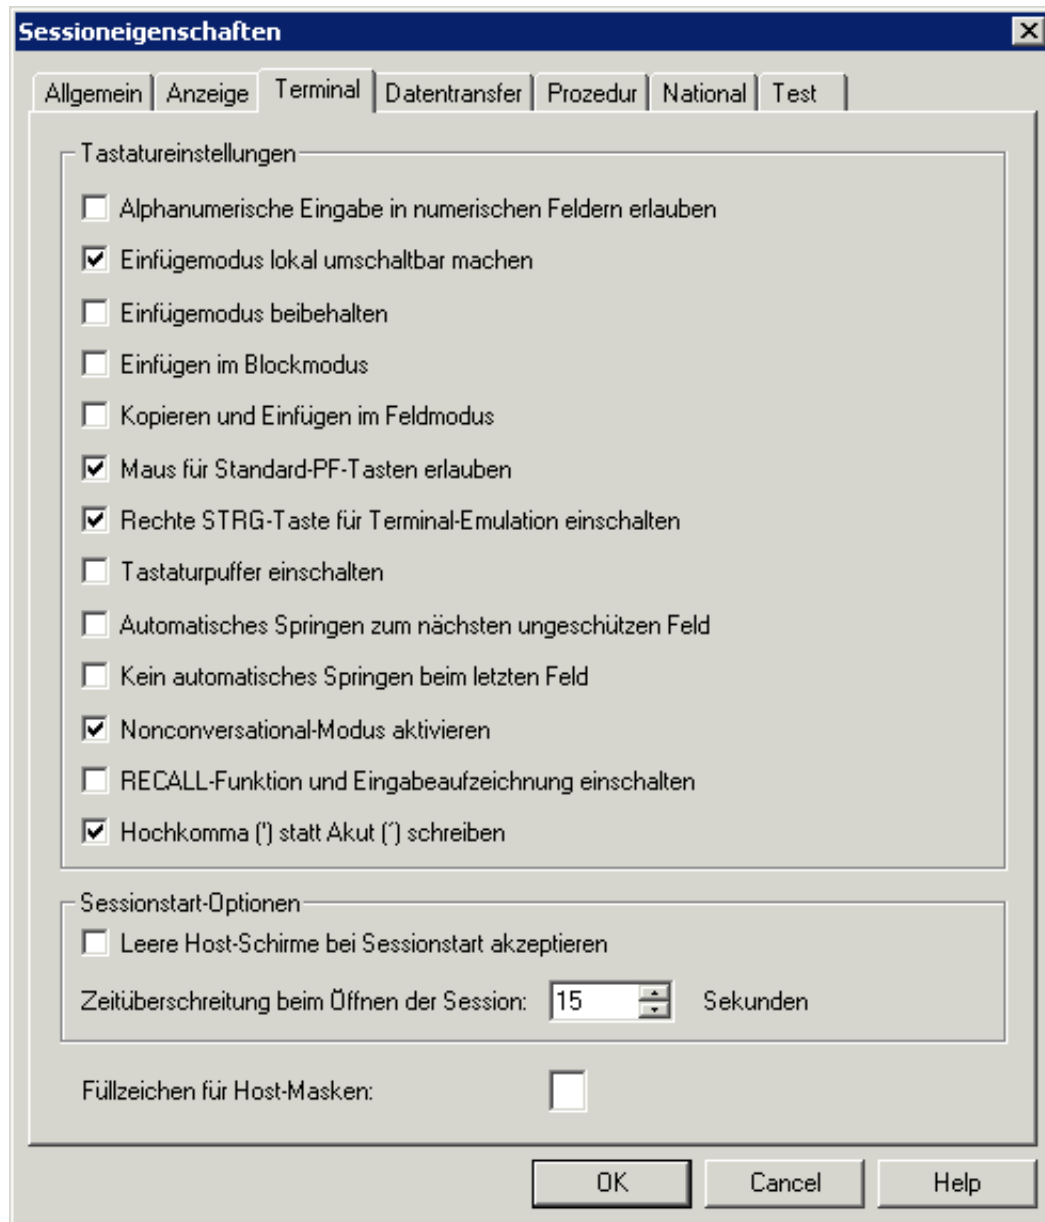 Sessioneigenschaften
Allgemein Anzeige Terminal Datentransfer Prozedur National Test
Tastatureinstellungen
Alphanumerische Eingabe in numerischen Feldern erlauben
Einfügemodus lokal umschaltbar machen
Einfügemodus beibehalten
Einfügen im Blockmodus
Kopieren und Einfügen im Feldmodus
Maus für Standard-PF-Tasten erlauben
Rechte STRG-Taste für Terminal-Emulation einschalten
Tastaturpuffer einschalten
Automatisches Springen zum nächsten ungeschützen Feld
Kein automatisches Springen beim letzten Feld
Nonconversational-Modus aktivieren
RECALL-Funktion und Eingabeaufzeichnung einschalten
Hochkomma (') statt Akut (´) schreiben
Sessionstart-Optionen
Leere Host-Schirme bei Sessionstart akzeptieren
Zeitüberschreitung beim Öffnen der Session: 15 Sekunden
Füllzeichen für Host-Masken:
OK Cancel Help